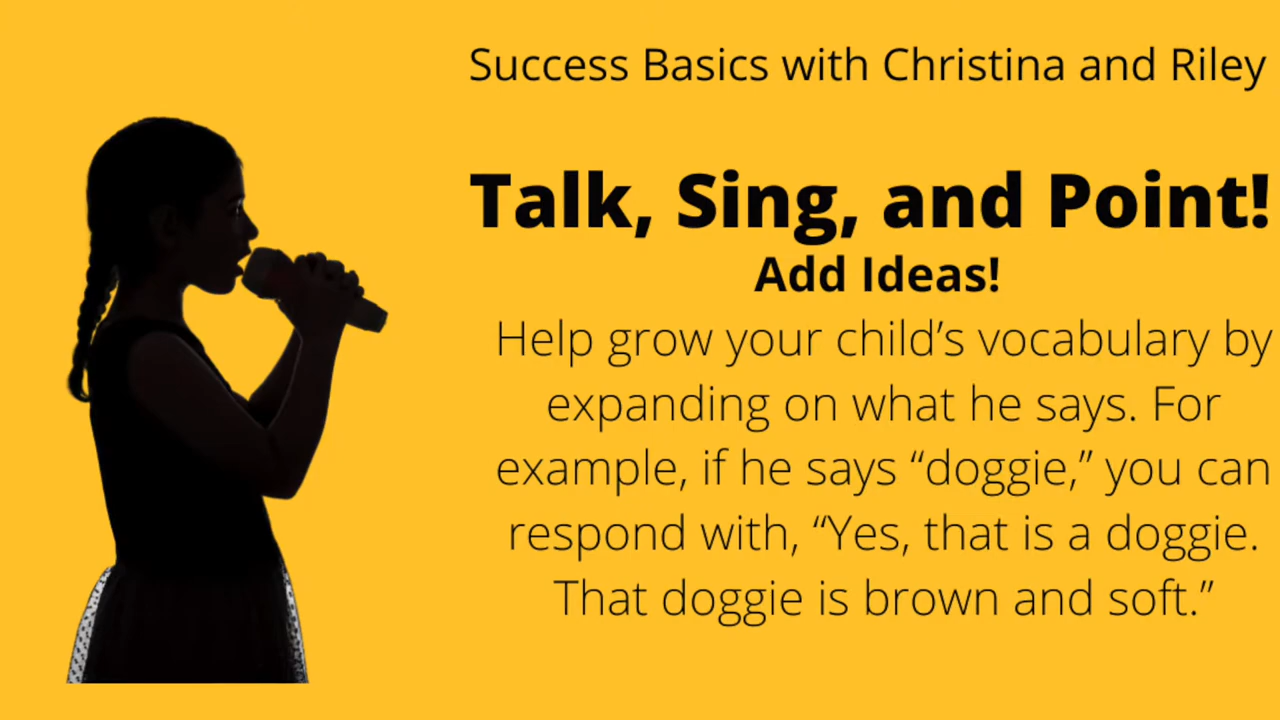 Success Basics with Christina and Riley
Talk, Sing, and Point!
Add Ideas!
Help grow your child’s vocabulary by
expanding on what he says. For
example, if he says “doggie,” you can
respond with, “Yes, that is a doggie.
That doggie is brown and soft.”